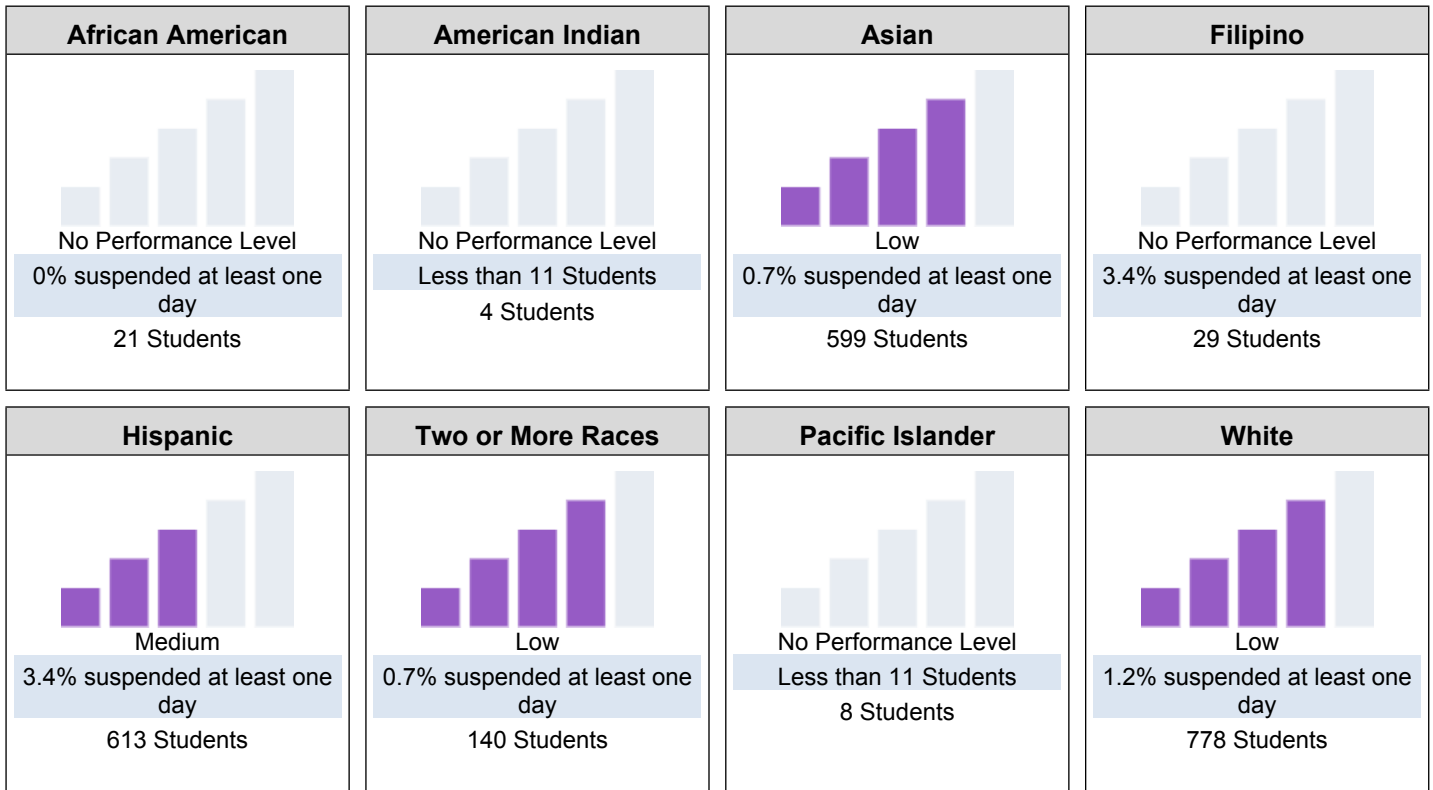 African American
No Performance Level
0% suspended at least one
day
21 Students
American Indian
No Performance Level
Less than 11 Students
4 Students
Asian
Low
0.7% suspended at least one
day
599 Students
Filipino
No Performance Level
3.4% suspended at least one
day
29 Students
Hispanic
Medium
3.4% suspended at least one
day
613 Students
Two or More Races
Low
0.7% suspended at least one
day
140 Students
Pacific Islander
No Performance Level
Less than 11 Students
8 Students
White
Low
1.2% suspended at least one
day
778 Students